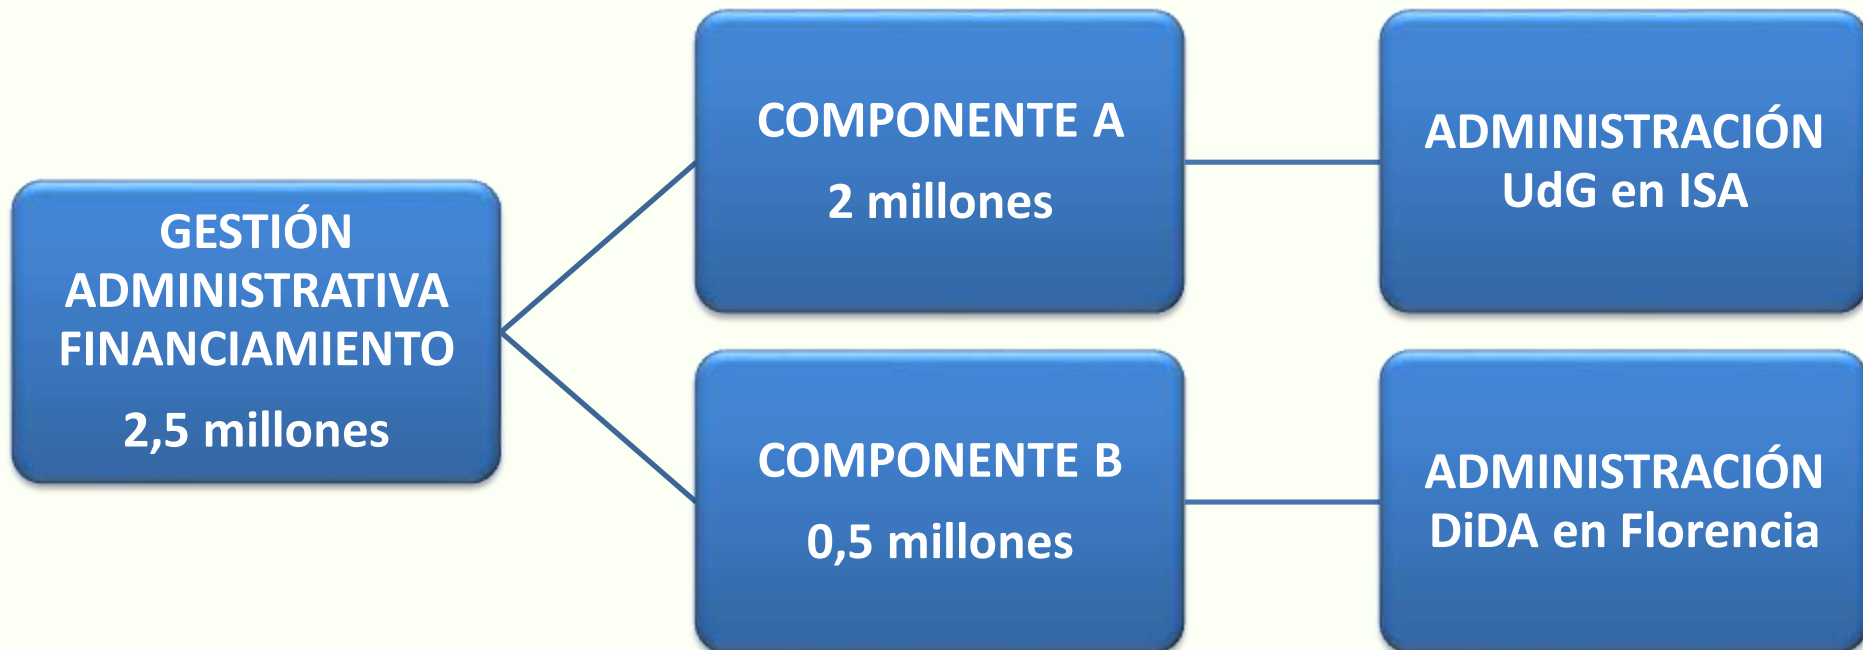 GESTIÓN
ADMINISTRATIVA
FINANCIAMIENTO
2,5 millones
COMPONENTE A
2 millones
ADMINISTRACIÓN
UdG en ISA
COMPONENTE B
0,5 millones
ADMINISTRACIÓN
DiDA en Florencia